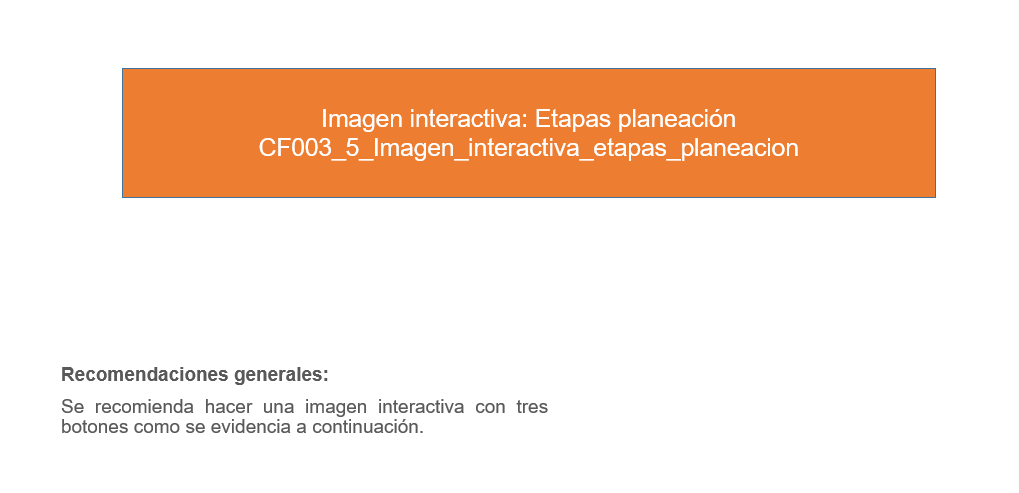 Imagen interactiva: Etapas planeación
CF003_5_Imagen_interactiva_etapas_planeacion
Recomendaciones generales:
Se recomienda hacer una imagen interactiva con tres
botones como se evidencia a continuación.